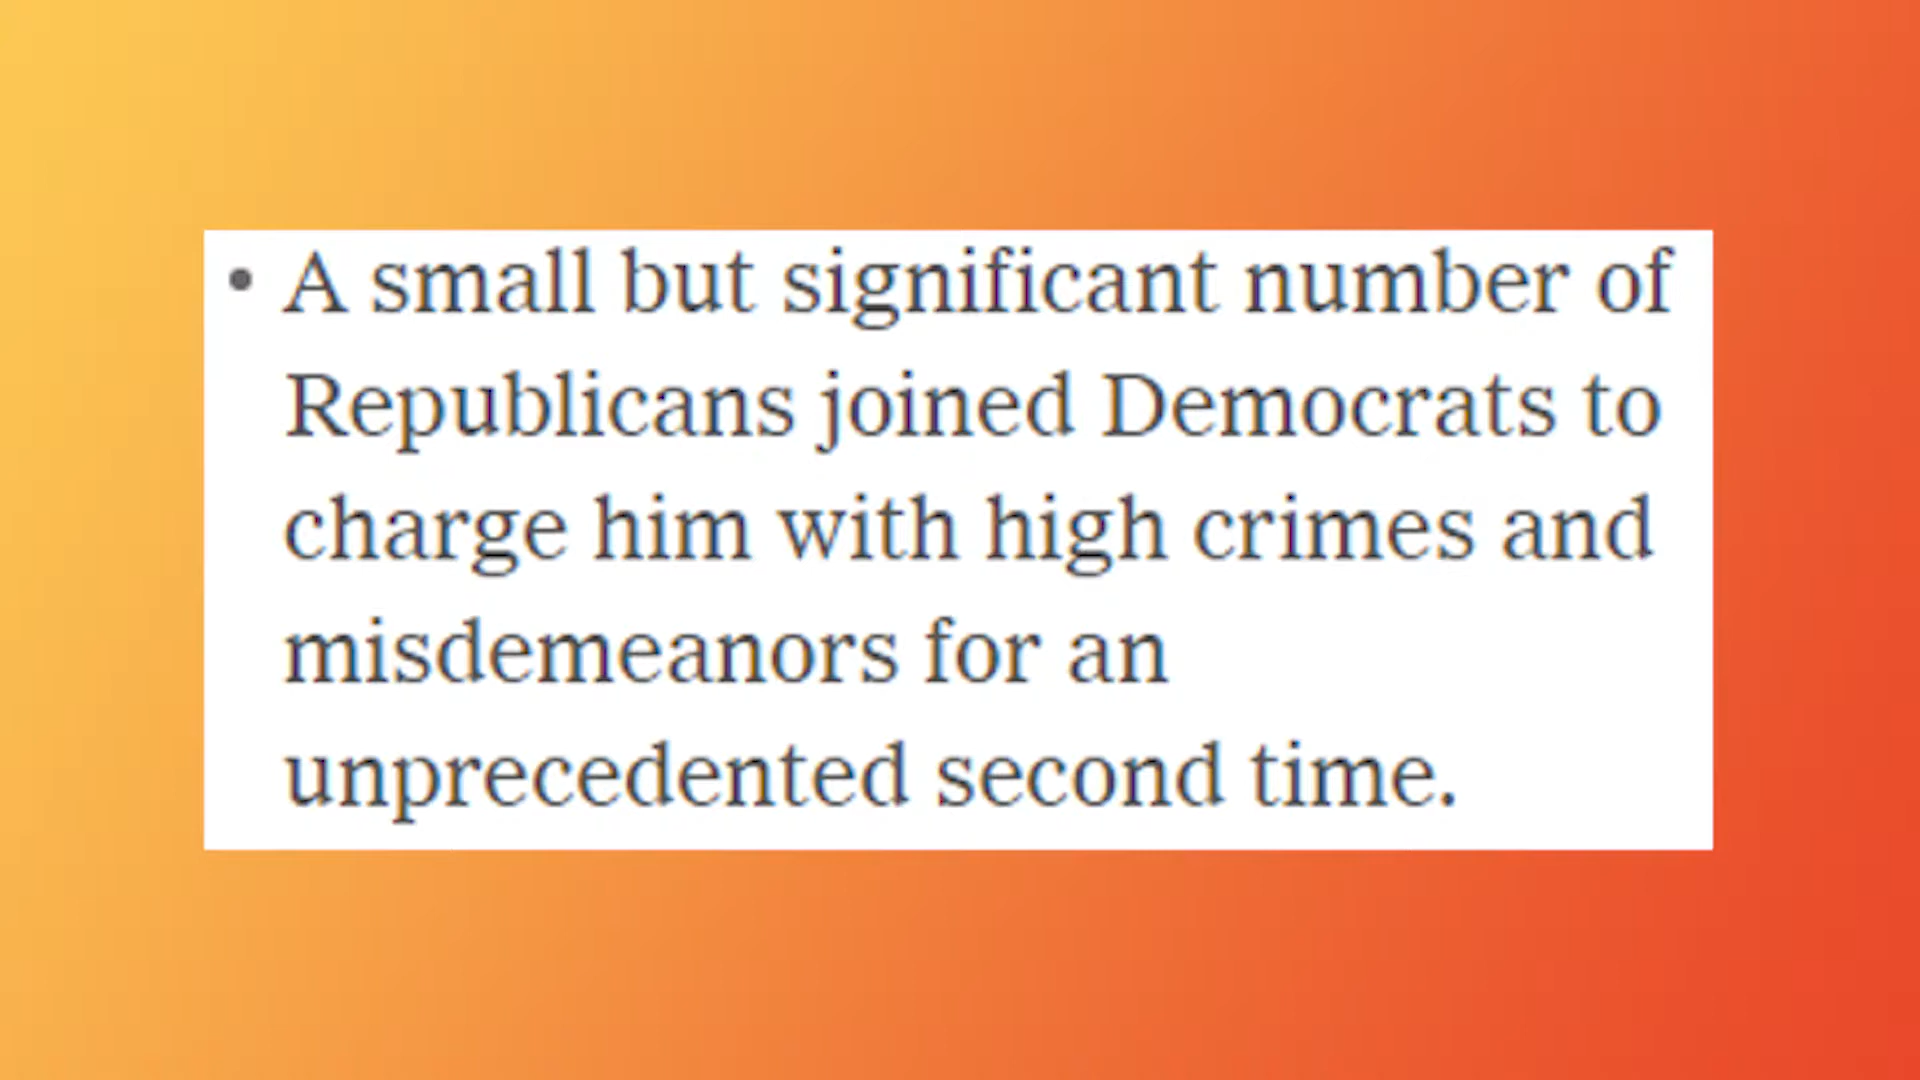 • A small but significant number of
Republicans joined Democrats to
charge him with high crimes and
misdemeanors for an
unprecedented second time.